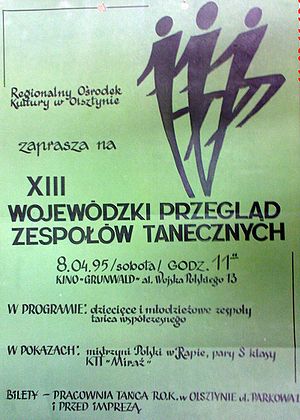 Regionalny Ośrodek
Kultury w Olsztynie
zaprasza na
XIII
WOJEWÓDZKI PRZEGLĄD
ZESPOŁÓW TANECZNYCH
8.04.95 /sobota/ GODZ. 11°°
KINO "GRUNWALD" al. Wojska Polskiego 13
W PROGRAMIE: dziecięce i młodzieżowe zespoły
tańca współczesnego
W POKAZACH: mistrzyni Polski w Rapie, pary S klasy
KTT "Miraż"
BILETY - PRACOWNIA TAŃCA R.O.K. w OLSZTYNIE ul. PARKOWA
I PRZED IMPREZĄ